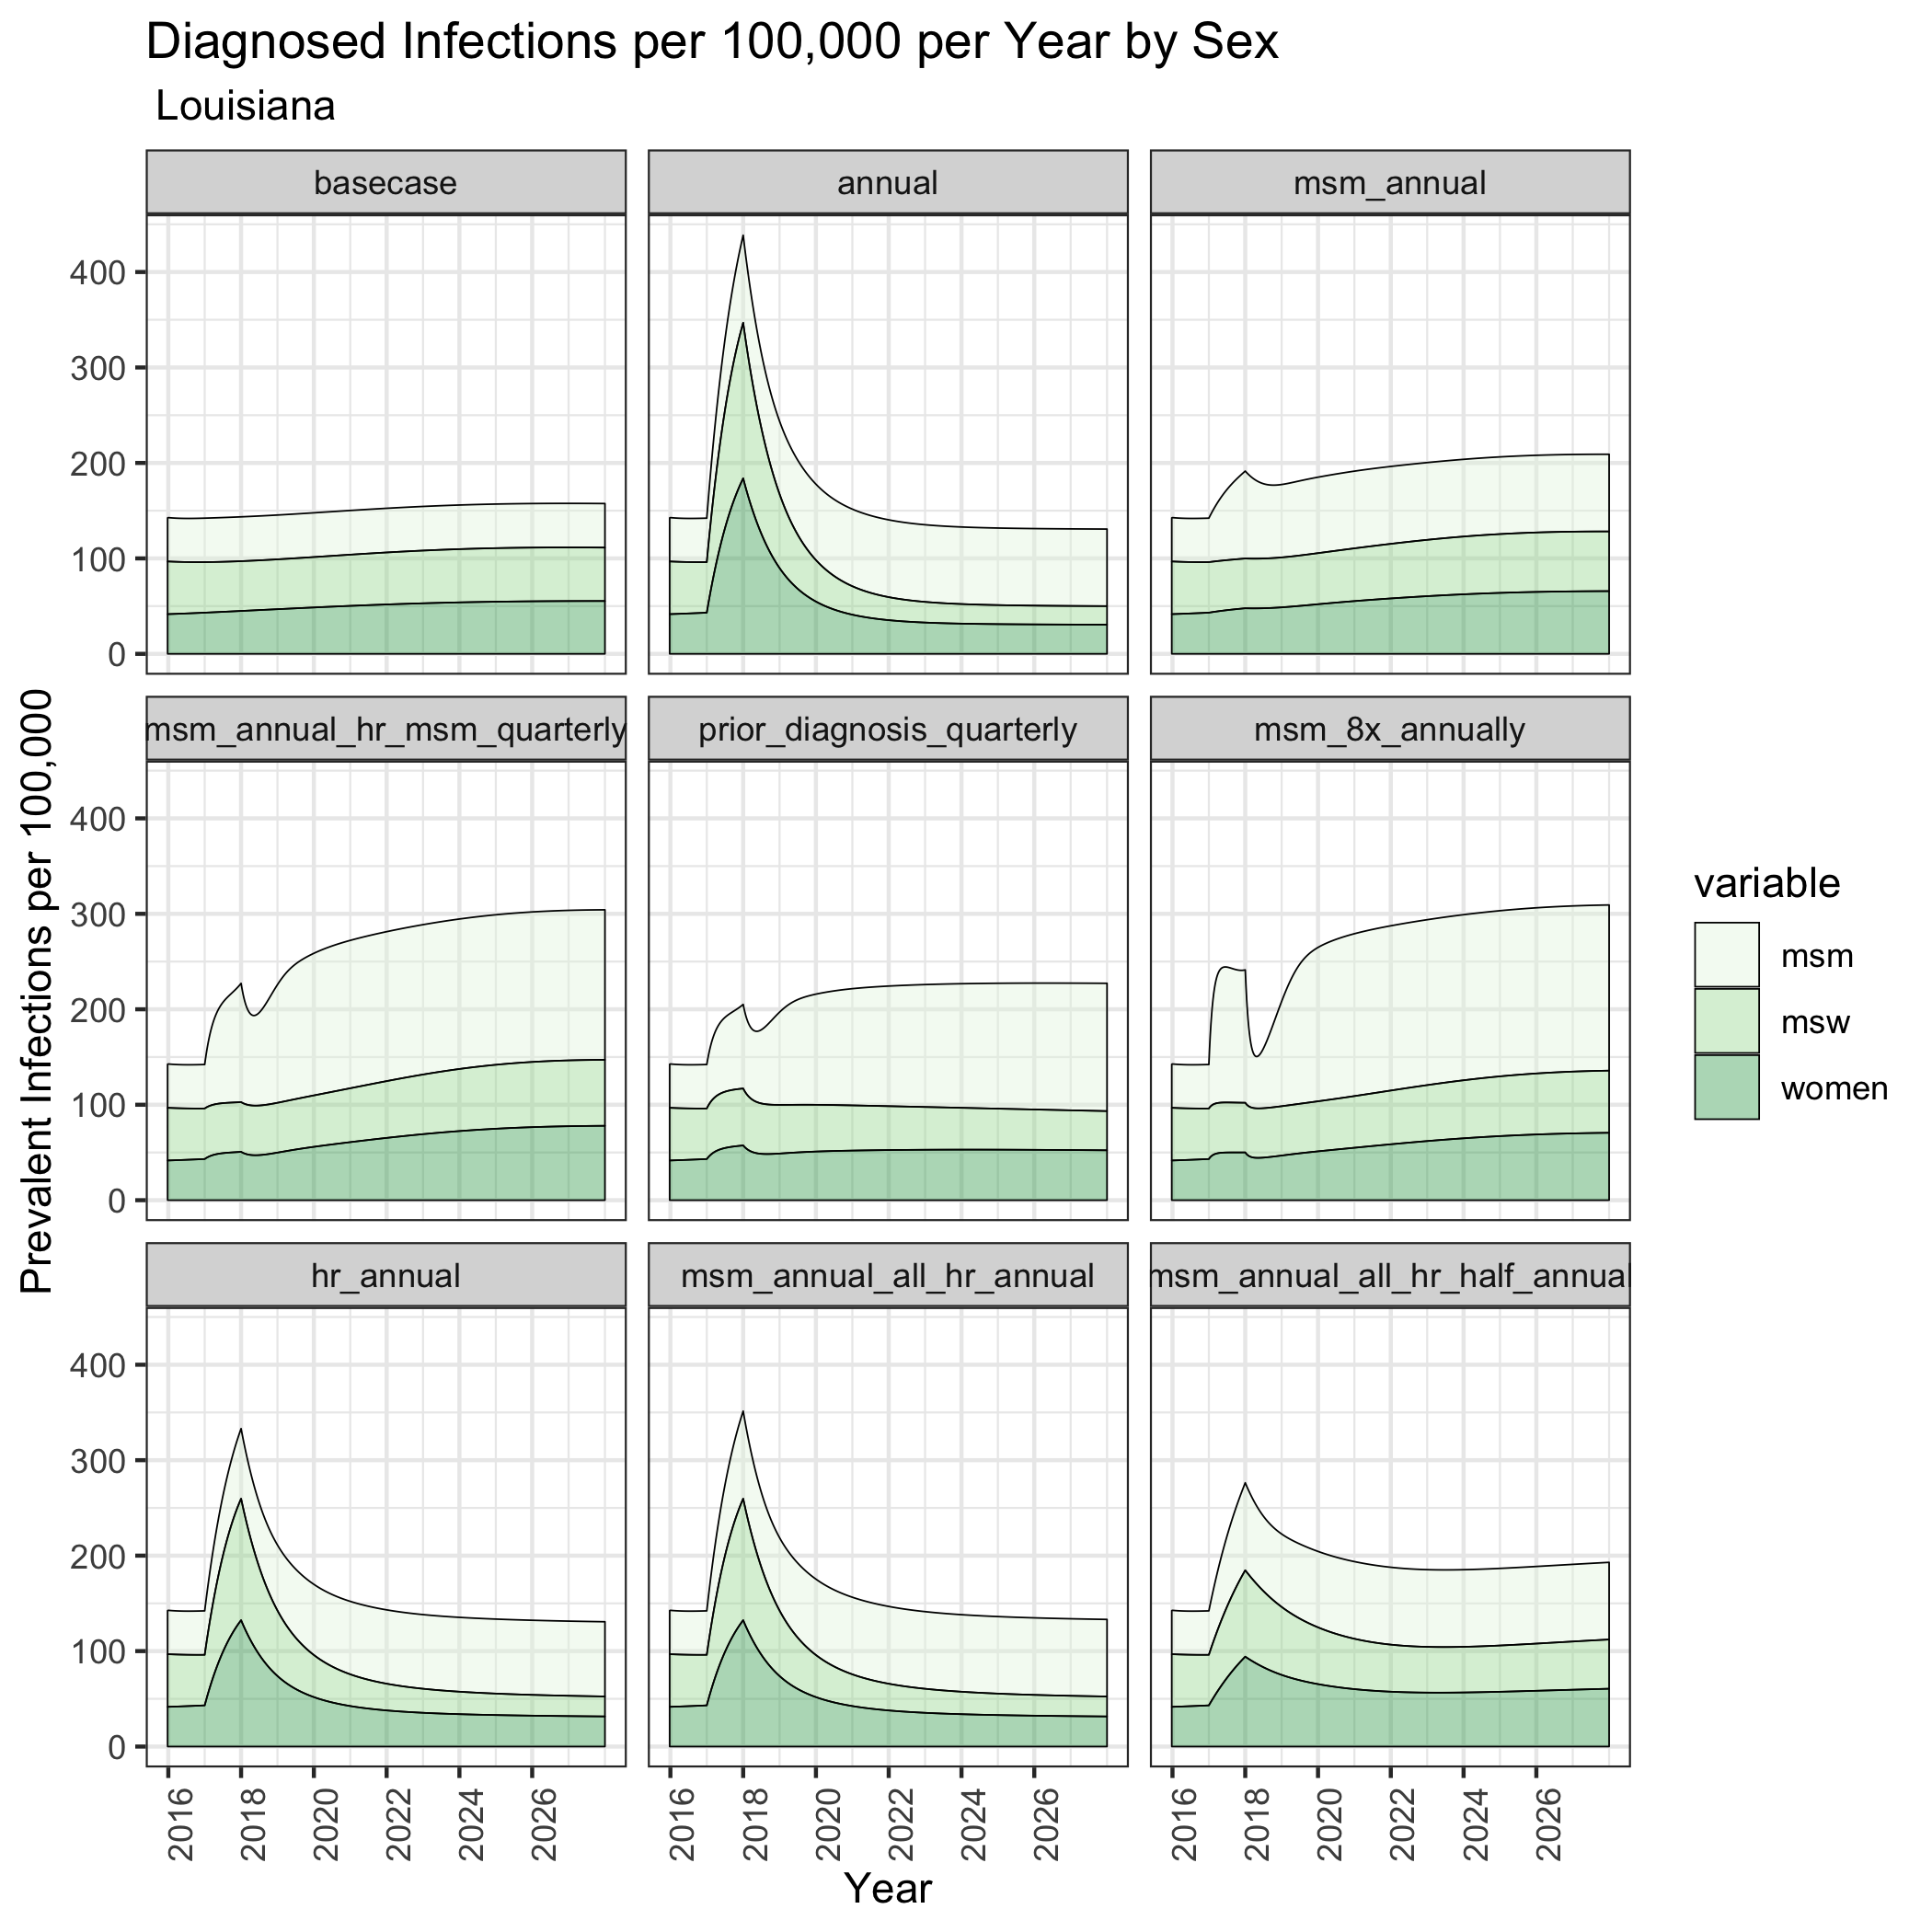 Diagnosed Infections per 100,000 per Year by Sex
Louisiana
basecase
annual
msm_annual
400
300
200
100
0
msm_annual_hr_msm_quarterly
prior_diagnosis_quarterly
msm_8x_annually
400
300
200
100
0
hr_annual
msm_annual_all_hr_annual
msm_annual_all_hr_half_annual
400
300
200
100
0
2016 2018 2020 2022 2024 2026
2016 2018 2020 2022 2024 2026
2016 2018 2020 2022 2024 2026
Year
Prevalent Infections per 100,000
variable
msm
msw
women